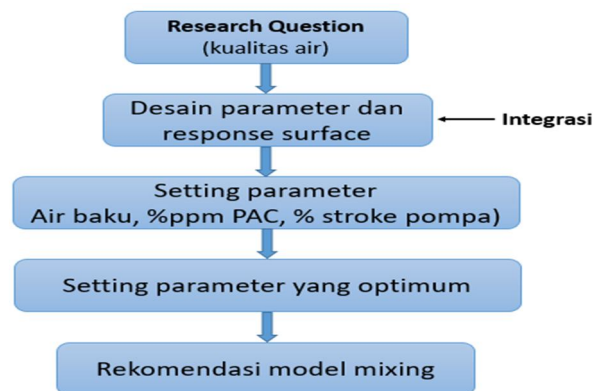 Research Question
(kualitas air)
Desain parameter dan
response surface
Integrasi
Setting parameter
Air baku, %ppm PAC, % stroke pompa)
Setting parameter yang optimum
Rekomendasi model mixing